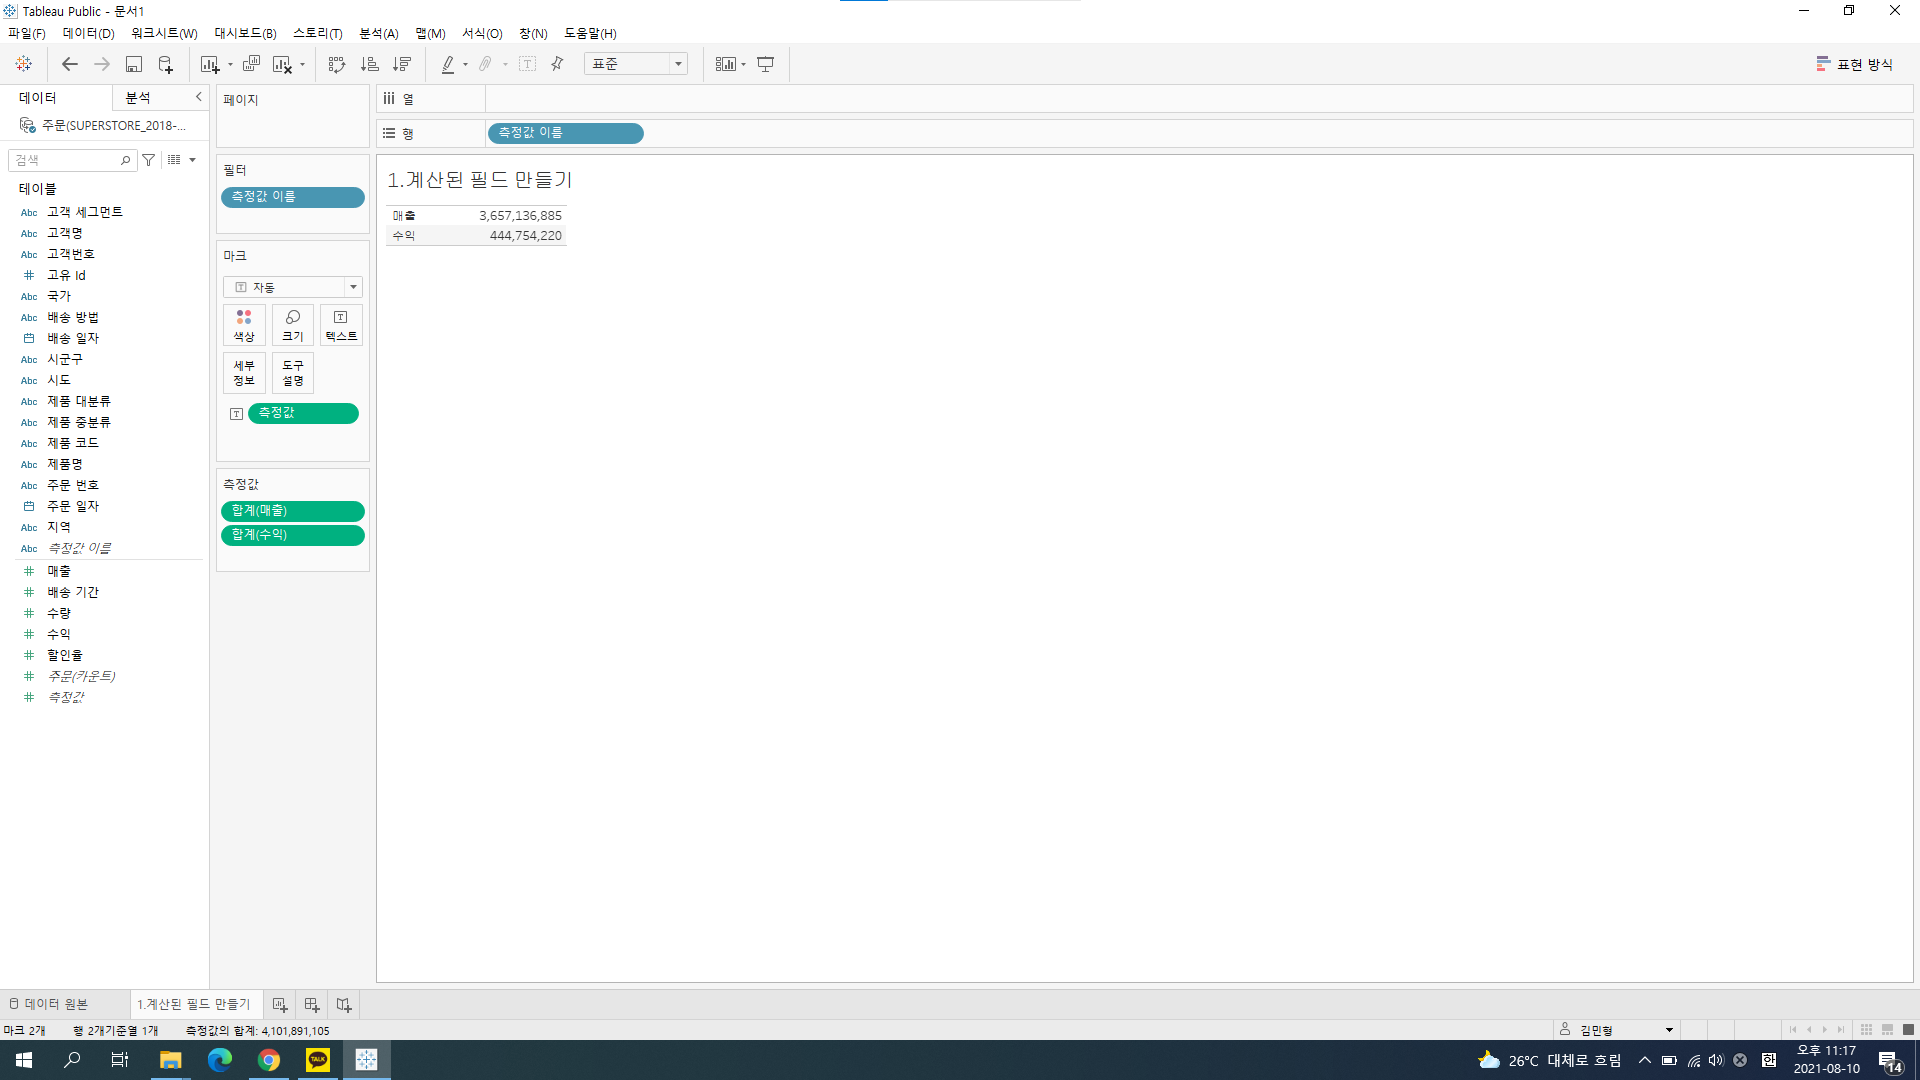 Tableau Public - 문서1
파일(F) 데이터(D) 워크시트(W) 대시보드(B) 스토리(T) 분석(A) 맵(M) 서식(O) 창(N) 도움말(H)
표준
표현 방식
데이터 분석
주문(SUPERSTORE_2018-...
검색
테이블
Abc 고객 세그먼트
Abc 고객명
Abc 고객번호
# 고유 Id
Abc 국가
Abc 배송 방법
배송 일자
Abc 시군구
Abc 시도
Abc 제품 대분류
Abc 제품 중분류
Abc 제품 코드
Abc 제품명
Abc 주문 번호
주문 일자
Abc 지역
Abc 측정값 이름
# 매출
# 배송 기간
# 수량
# 수익
# 할인율
# 주문(카운트)
# 측정값
페이지
필터
측정값 이름
마크
자동
색상 크기 텍스트
세부 정보
도구 설명
측정값
측정값
합계(매출)
합계(수익)
열
행 측정값 이름
1.계산된 필드 만들기
매출 3,657,136,885
수익 444,754,220
데이터 원본 1.계산된 필드 만들기
마크 2개 행 2개기준열 1개 측정값의 합계: 4,101,891,105
김민형
TALK
26°C 대체로 흐림
한
오후 11:17
2021-08-10
14